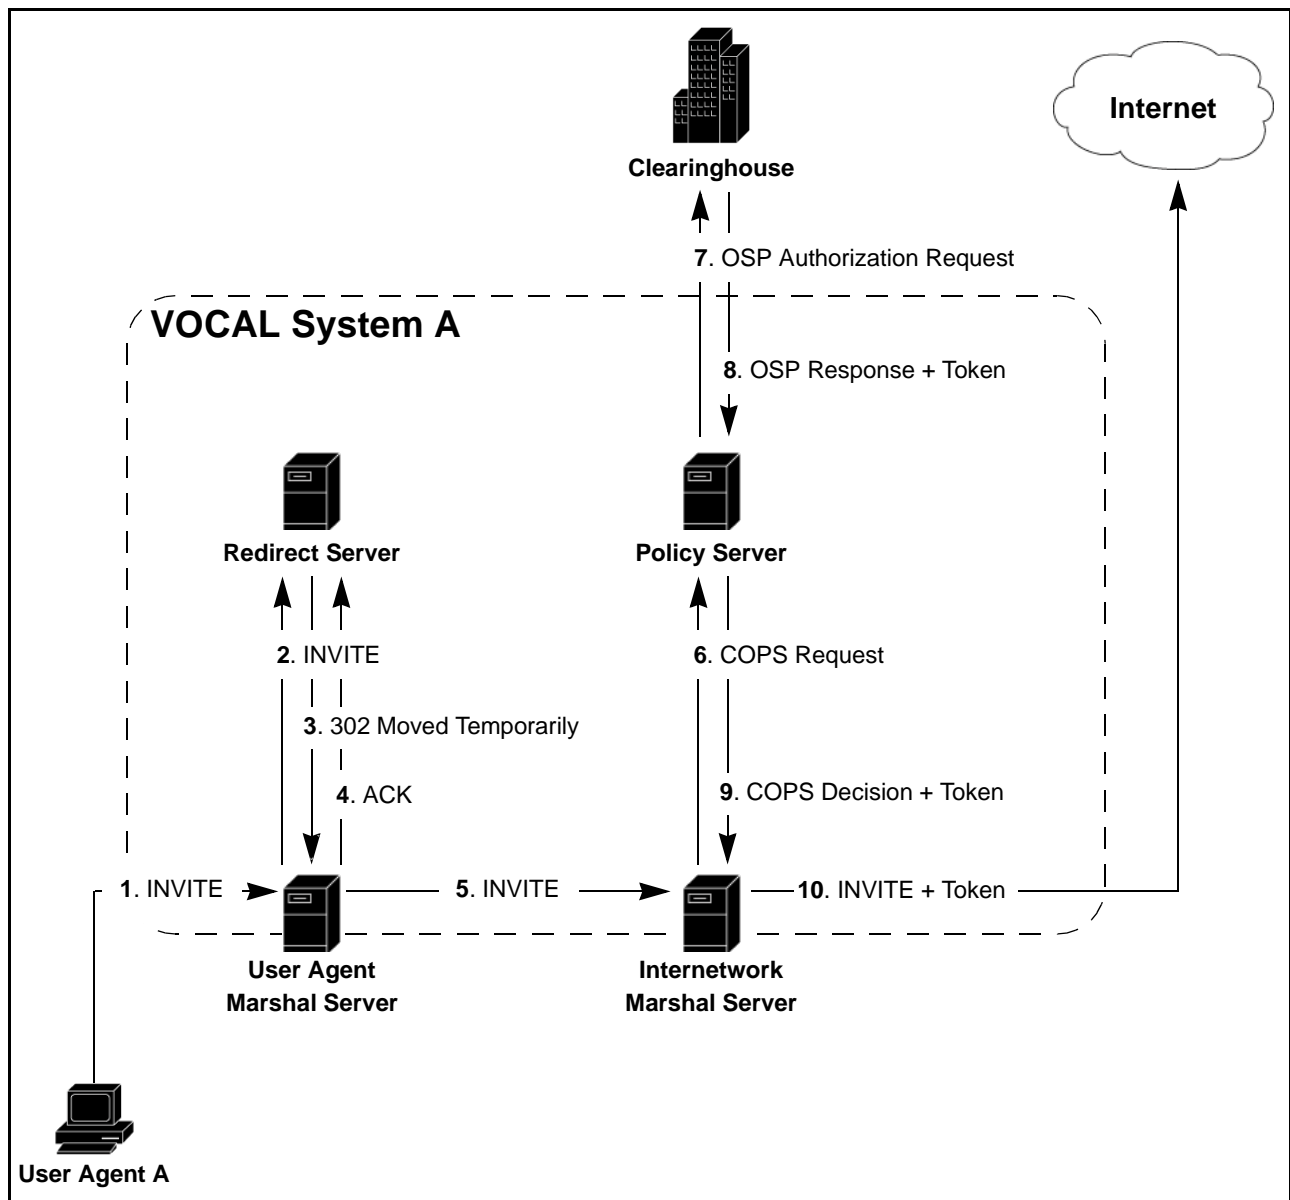 Internet
Clearinghouse
7. OSP Authorization Request
VOCAL System A
8. OSP Response + Token
Redirect Server
Policy Server
2. INVITE
6. COPS Request
3. 302 Moved Temporarily
4. ACK
9. COPS Decision + Token
1. INVITE
5. INVITE
10. INVITE + Token
User Agent
Marshal Server
Internetwork
Marshal Server
User Agent A